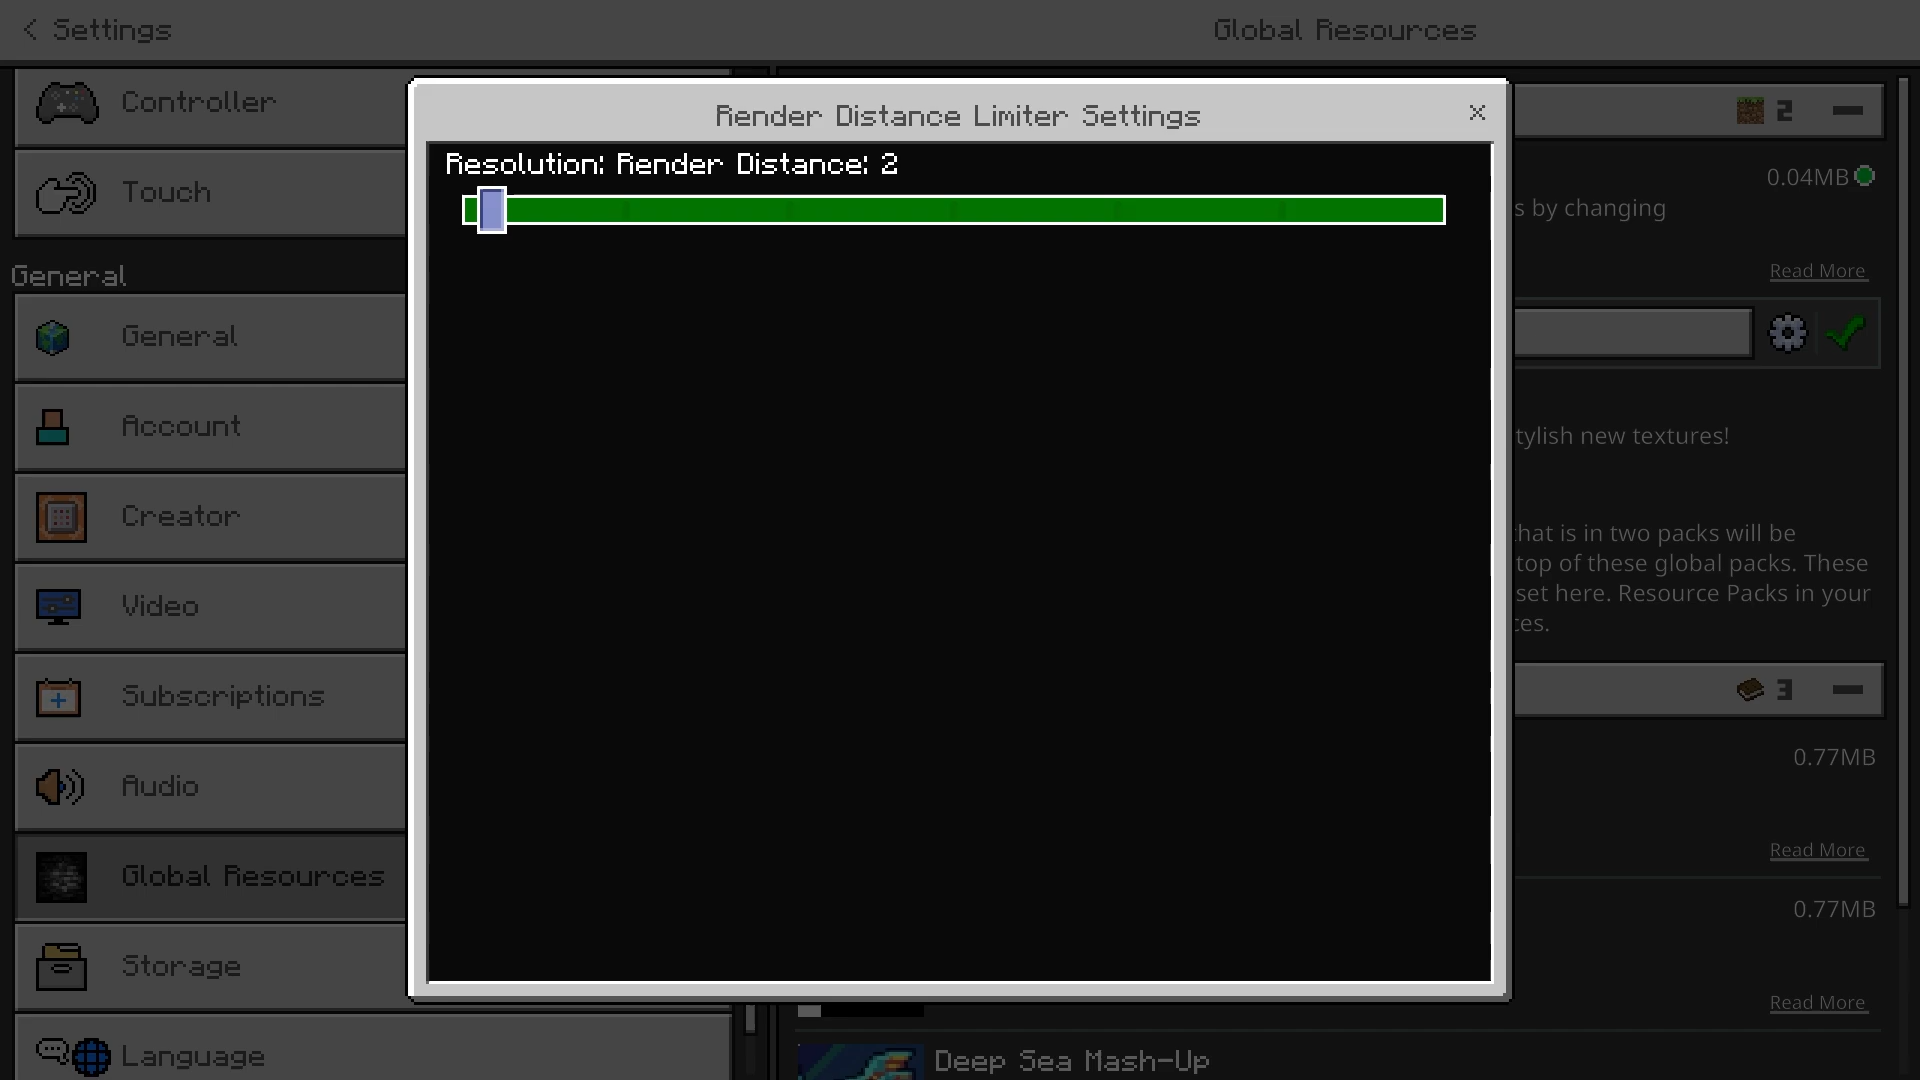 Settings
Global Resources
Controller
Touch
General
General
Account
Creator
Video
Subscriptions
Audio
Global Resources
Storage
Language
Render Distance Limiter Settings
Resolution: Render Distance: 2
2
0.04MB
s by changing
Read More
tylish new textures!
that is in two packs will be
top of these global packs. These
set here. Resource Packs in your
ces.
3
0.77MB
Read More
0.77MB
Read More
Deep Sea Mash-Up